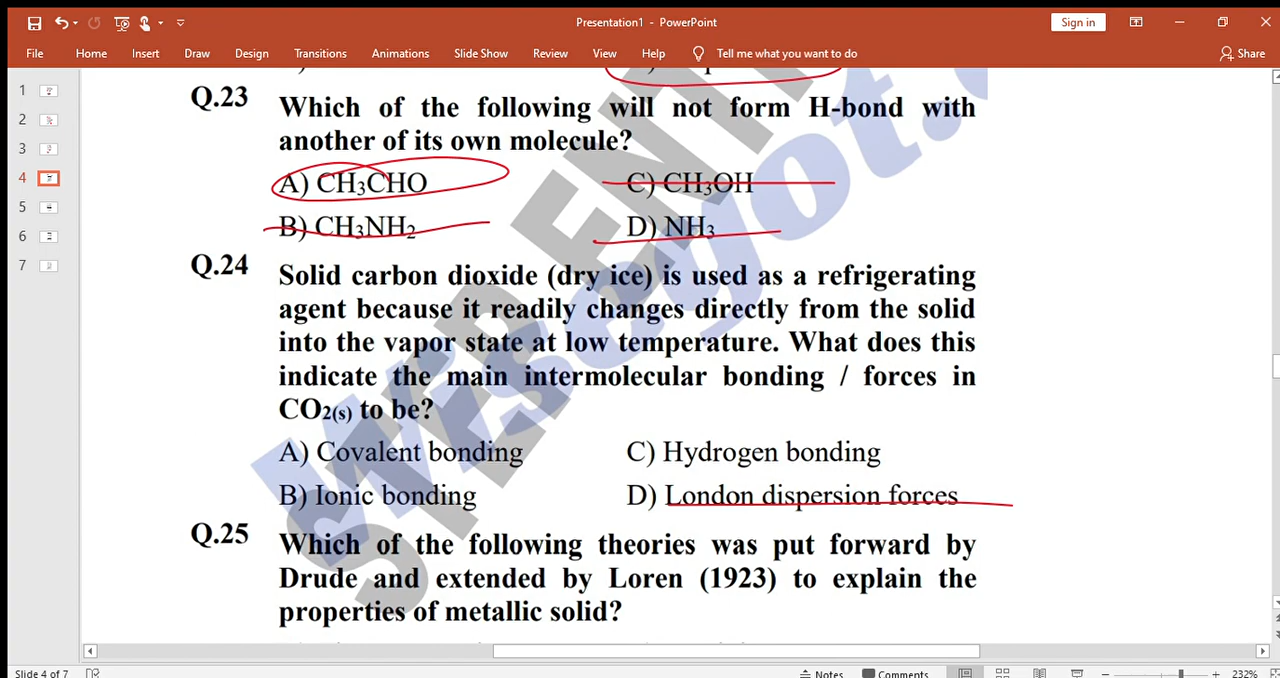 Presentation1 - PowerPoint
Sign in
File Home Insert Draw Design Transitions Animations Slide Show Review View Help Tell me what you want to do Share
1
2
3
4
5
6
7
Q.23 Which of the following will not form H-bond with
another of its own molecule?
A) CH₃CHO C) CH₃OH
B) CH₃NH₂ D) NH₃
Q.24 Solid carbon dioxide (dry ice) is used as a refrigerating
agent because it readily changes directly from the solid
into the vapor state at low temperature. What does this
indicate the main intermolecular bonding / forces in
CO2(s) to be?
A) Covalent bonding C) Hydrogen bonding
B) Ionic bonding D) London dispersion forces
Q.25 Which of the following theories was put forward by
Drude and extended by Loren (1923) to explain the
properties of metallic solid?
Slide 4 of 7 Notes Comments 232%